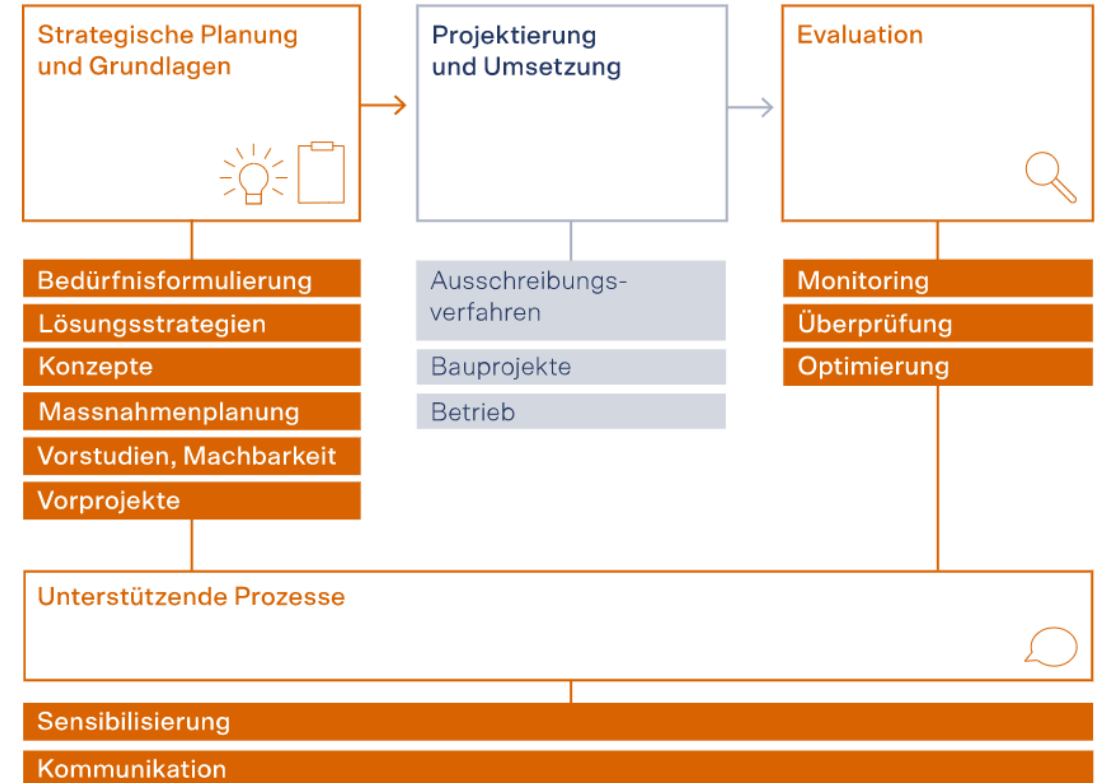 Strategische Planung
und Grundlagen
Projektierung
und Umsetzung
Evaluation
Bedürfnisformulierung
Lösungsstrategien
Konzepte
Massnahmenplanung
Vorstudien, Machbarkeit
Vorprojekte
Ausschreibungs-
verfahren
Bauprojekte
Betrieb
Monitoring
Überprüfung
Optimierung
Unterstützende Prozesse
Sensibilisierung
Kommunikation